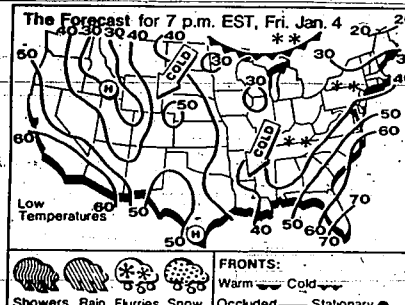 The Forecast for 7 p.m. EST, Fri. Jan. 4
40 30 30 40 40 20 20
50 30 30
30 40
50 50
H
COLD
COLD
60 60
Low
Temperatures
60 50 50 H 40 50 60 70
70
FRONTS:
Warm Cold
Showers Rain Flurries Snow Occluded Stationary